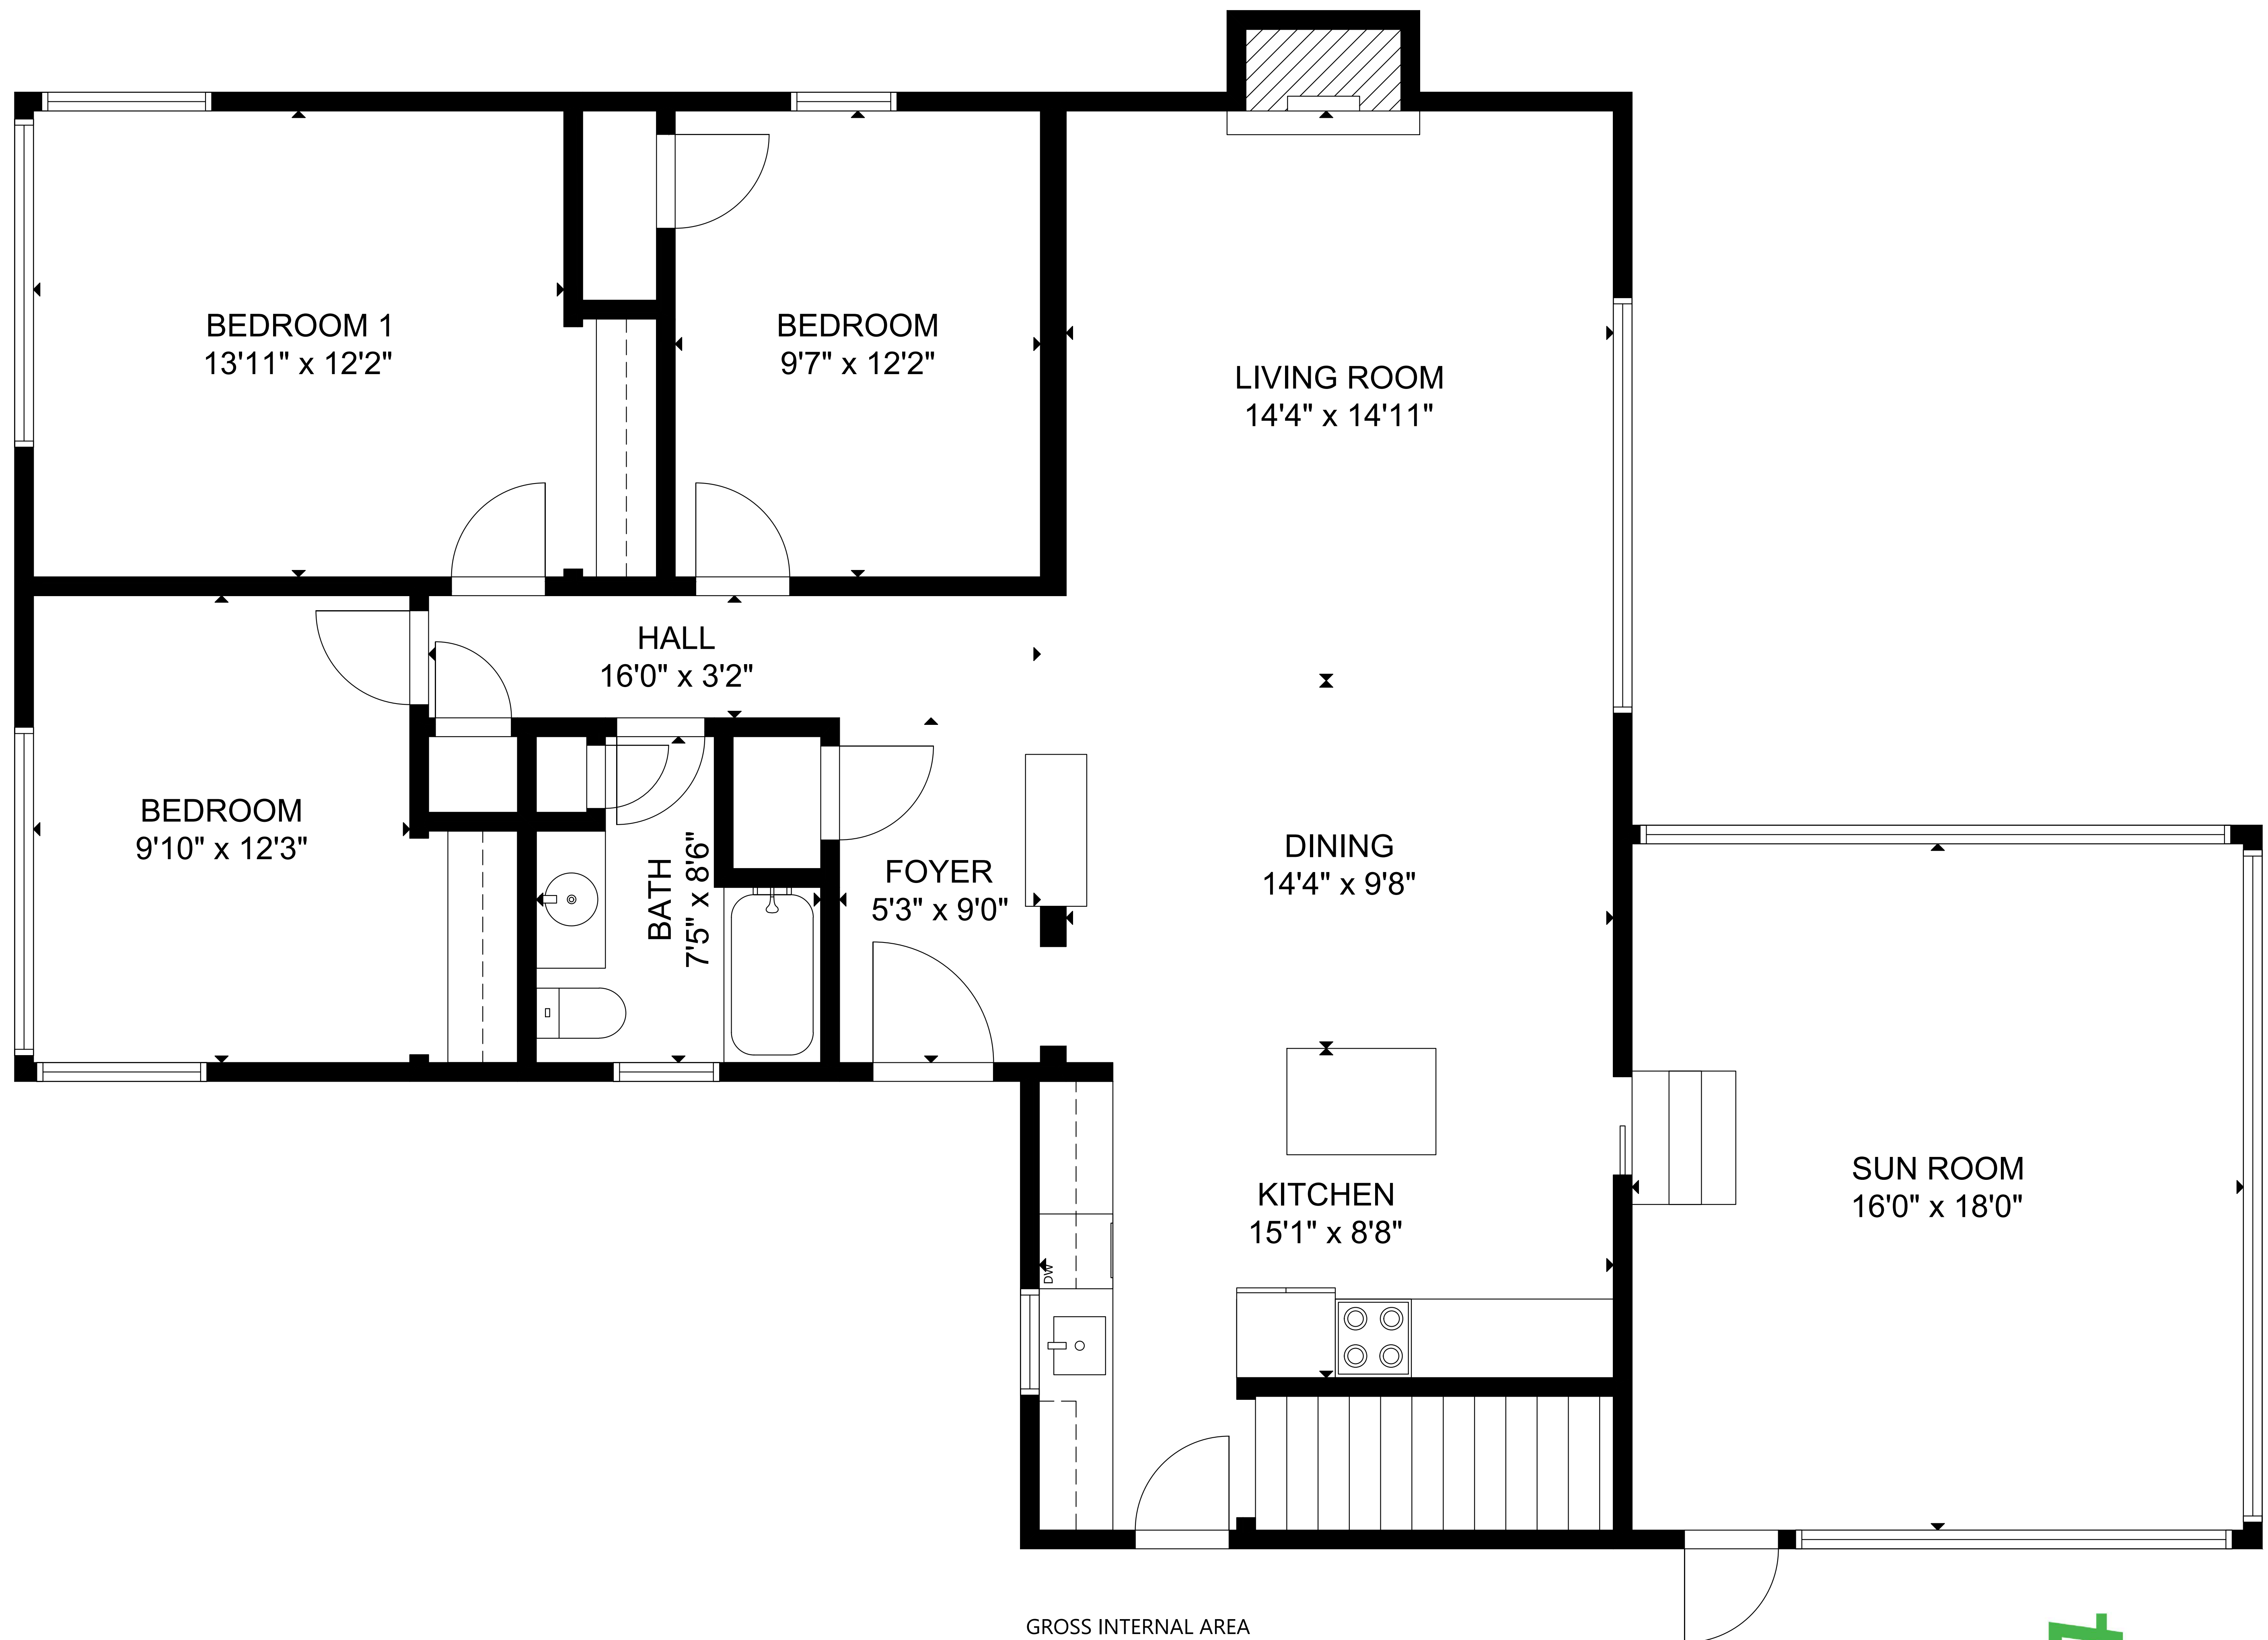 BEDROOM 1
13'11" x 12'2"
BEDROOM
9'7" x 12'2"
LIVING ROOM
14'4" x 14'11"
HALL
16'0" x 3'2"
BEDROOM
9'10" x 12'3"
BATH
7'5" x 8'6"
FOYER
5'3" x 9'0"
DINING
14'4" x 9'8"
KITCHEN
15'1" x 8'8"
DW
SUN ROOM
16'0" x 18'0"
GROSS INTERNAL AREA